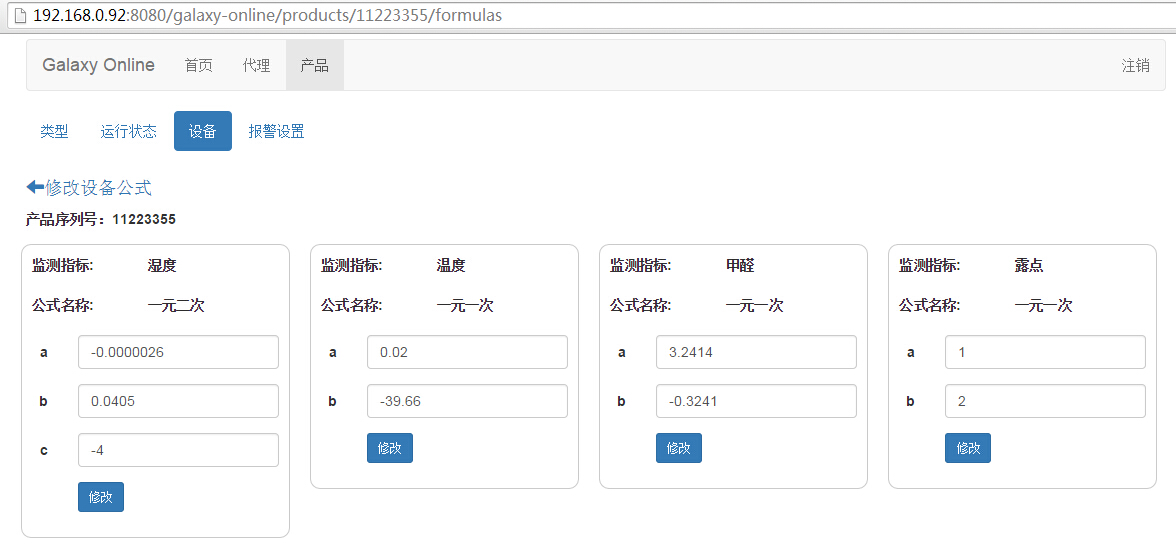 192.168.0.92:8080/galaxy-online/products/11223355/formulas
Galaxy Online 首页 代理 产品 注销
类型 运行状态 设备 报警设置
修改设备公式
产品序列号：11223355
监测指标: 湿度
公式名称: 一元二次
a -0.0000026
b 0.0405
c -4
修改
监测指标: 温度
公式名称: 一元一次
a 0.02
b -39.66
修改
监测指标: 甲醛
公式名称: 一元一次
a 3.2414
b -0.3241
修改
监测指标: 露点
公式名称: 一元一次
a 1
b 2
修改